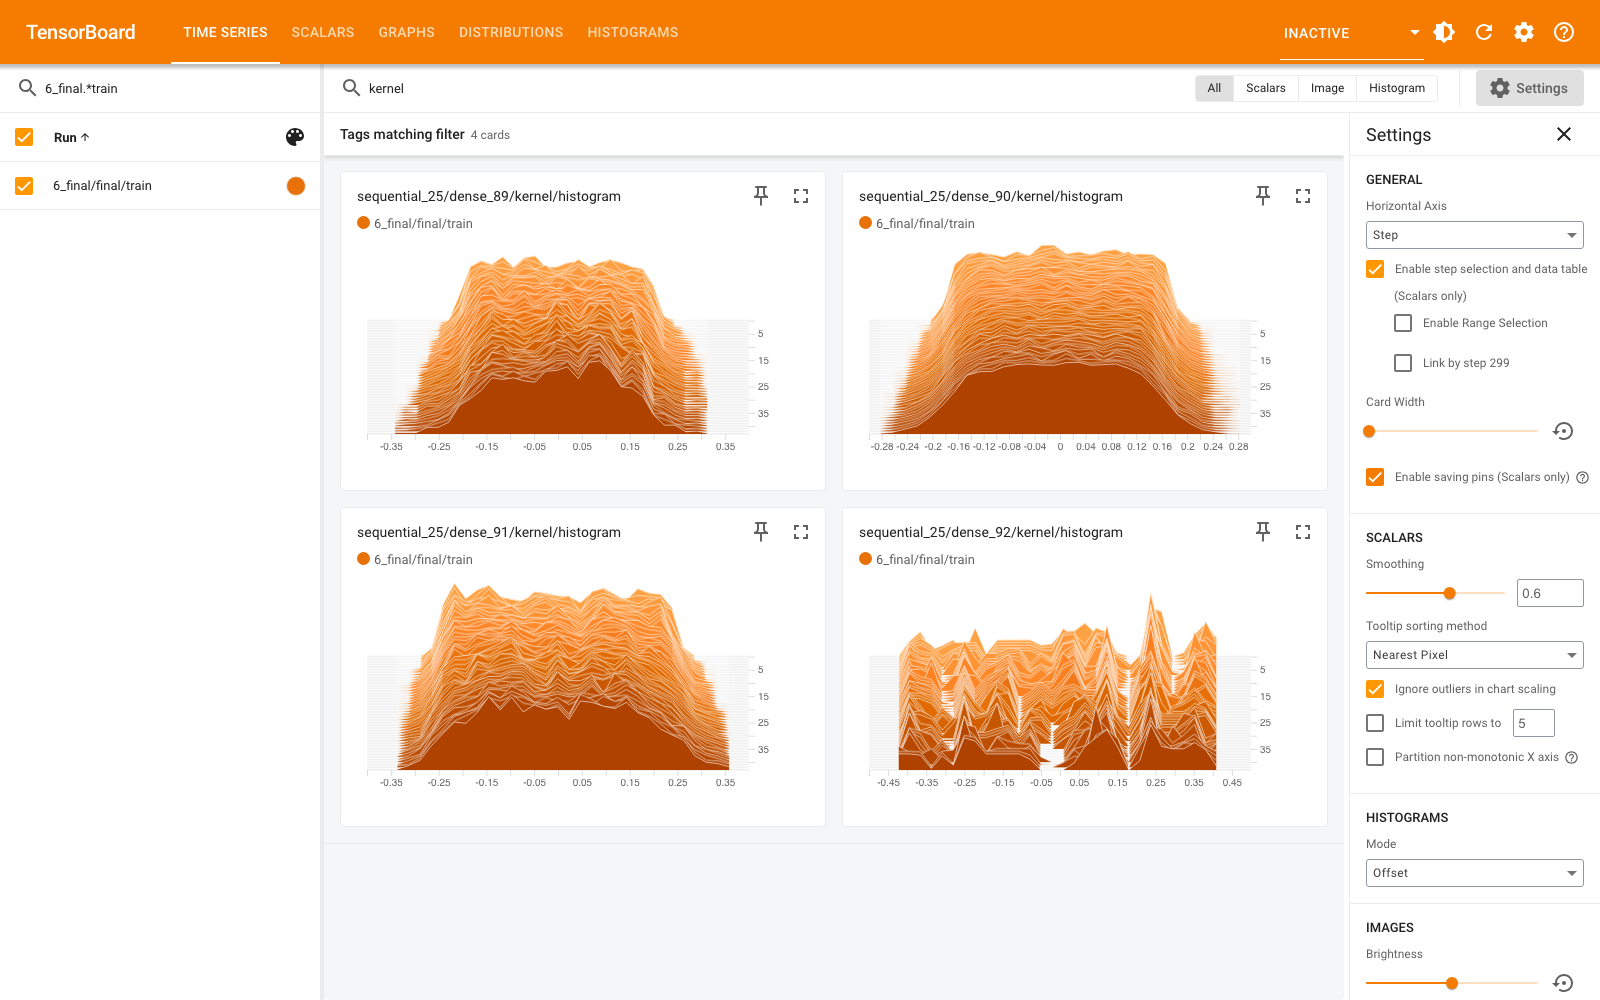 TensorBoard
TIME SERIES
SCALARS
GRAPHS
DISTRIBUTIONS
HISTOGRAMS
INACTIVE
6_final.*train
Run
6_final/final/train
kernel
All
Scalars
Image
Histogram
Settings
Tags matching filter 4 cards
sequential_25/dense_89/kernel/histogram
6_final/final/train
5
15
25
35
-0.35 -0.25 -0.15 -0.05 0.05 0.15 0.25 0.35
sequential_25/dense_90/kernel/histogram
6_final/final/train
5
15
25
35
-0.28 -0.24 -0.2 -0.16 -0.12 -0.08 -0.04 0 0.04 0.08 0.12 0.16 0.2 0.24 0.28
sequential_25/dense_91/kernel/histogram
6_final/final/train
5
15
25
35
-0.35 -0.25 -0.15 -0.05 0.05 0.15 0.25 0.35
sequential_25/dense_92/kernel/histogram
6_final/final/train
5
15
25
35
-0.45 -0.35 -0.25 -0.15 -0.05 0.05 0.15 0.25 0.35 0.45
Settings
GENERAL
Horizontal Axis
Step
Enable step selection and data table
(Scalars only)
Enable Range Selection
Link by step 299
Card Width
Enable saving pins (Scalars only)
SCALARS
Smoothing
0.6
Tooltip sorting method
Nearest Pixel
Ignore outliers in chart scaling
Limit tooltip rows to 5
Partition non-monotonic X axis
HISTOGRAMS
Mode
Offset
IMAGES
Brightness